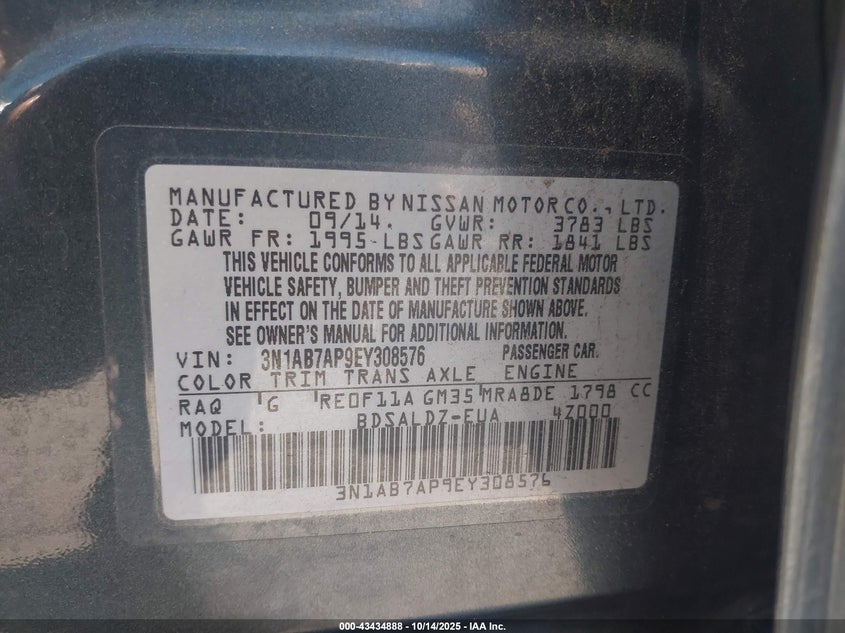 MANUFACTURED BY NISSAN MOTOR CO., LTD.
DATE: 09/14. GVWR: 3783 LBS
GAWR FR: 1995 LBS GAWR RR: 1841 LBS
THIS VEHICLE CONFORMS TO ALL APPLICABLE FEDERAL MOTOR
VEHICLE SAFETY, BUMPER AND THEFT PREVENTION STANDARDS
IN EFFECT ON THE DATE OF MANUFACTURE SHOWN ABOVE.
SEE OWNER'S MANUAL FOR ADDITIONAL INFORMATION.
VIN: 3N1AB7AP9EY308576 PASSENGER CAR.
COLOR TRIM TRANS AXLE ENGINE
RAQ G RE0F11A GM35 MRA8DE 1798 CC
MODEL: BDSALDZ-EUA 4Z000
3N1AB7AP9EY308576
000-43434888 - 10/14/2025 - IAA Inc.